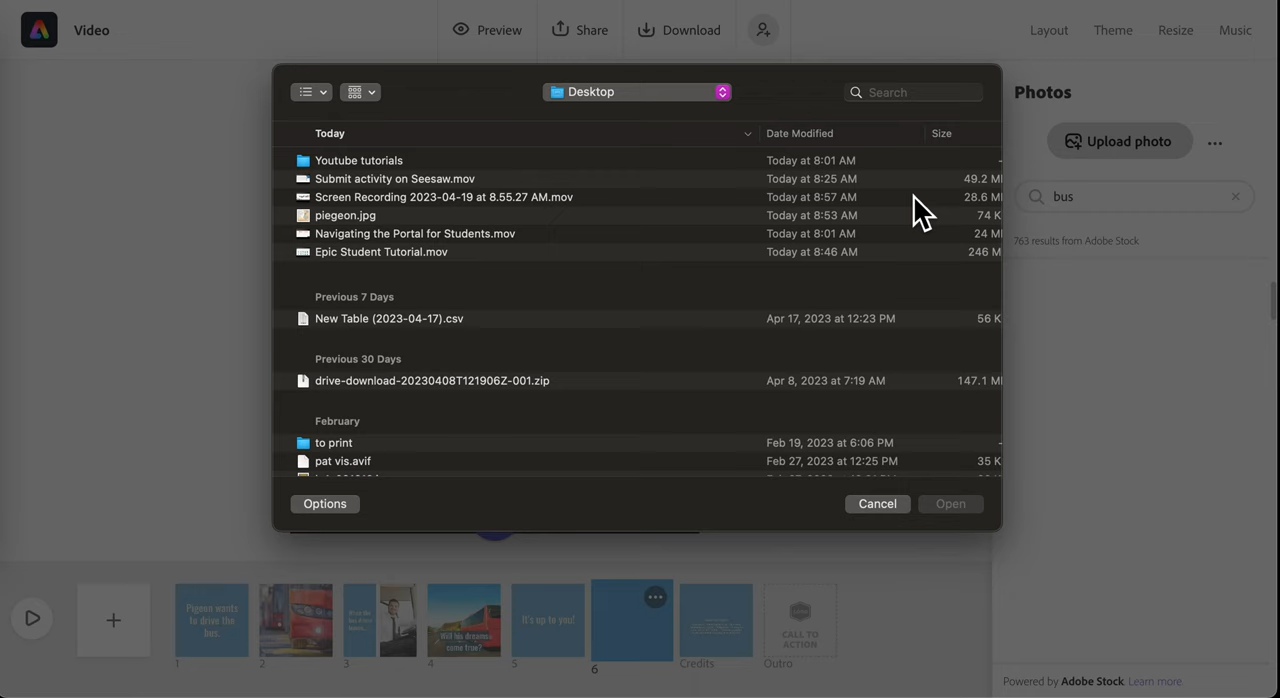 Video
Preview
Share
Download
Layout
Theme
Resize
Music
Desktop
Search
Today
Date Modified
Size
Youtube tutorials
Today at 8:01 AM
Submit activity on Seesaw.mov
Today at 8:25 AM
49.2 M
Screen Recording 2023-04-19 at 8.55.27 AM.mov
Today at 8:57 AM
28.6 M
piegeon.jpg
Today at 8:53 AM
74 K
Navigating the Portal for Students.mov
Today at 8:01 AM
24 M
Epic Student Tutorial.mov
Today at 8:46 AM
246 M
Previous 7 Days
New Table (2023-04-17).csv
Apr 17, 2023 at 12:23 PM
56 K
Previous 30 Days
drive-download-20230408T121906Z-001.zip
Apr 8, 2023 at 7:19 AM
147.1 M
February
to print
Feb 19, 2023 at 6:06 PM
pat vis.avif
Feb 27, 2023 at 12:25 PM
35 K
Options
Cancel
Open
Photos
Upload photo
bus
763 results from Adobe Stock
Pigeon wants
to drive the
bus.
1
2
3
Will his dreams
come true?
4
It's up to you!
5
6
Credits
CALL TO
ACTION
Outro
Powered by Adobe Stock. Learn more.